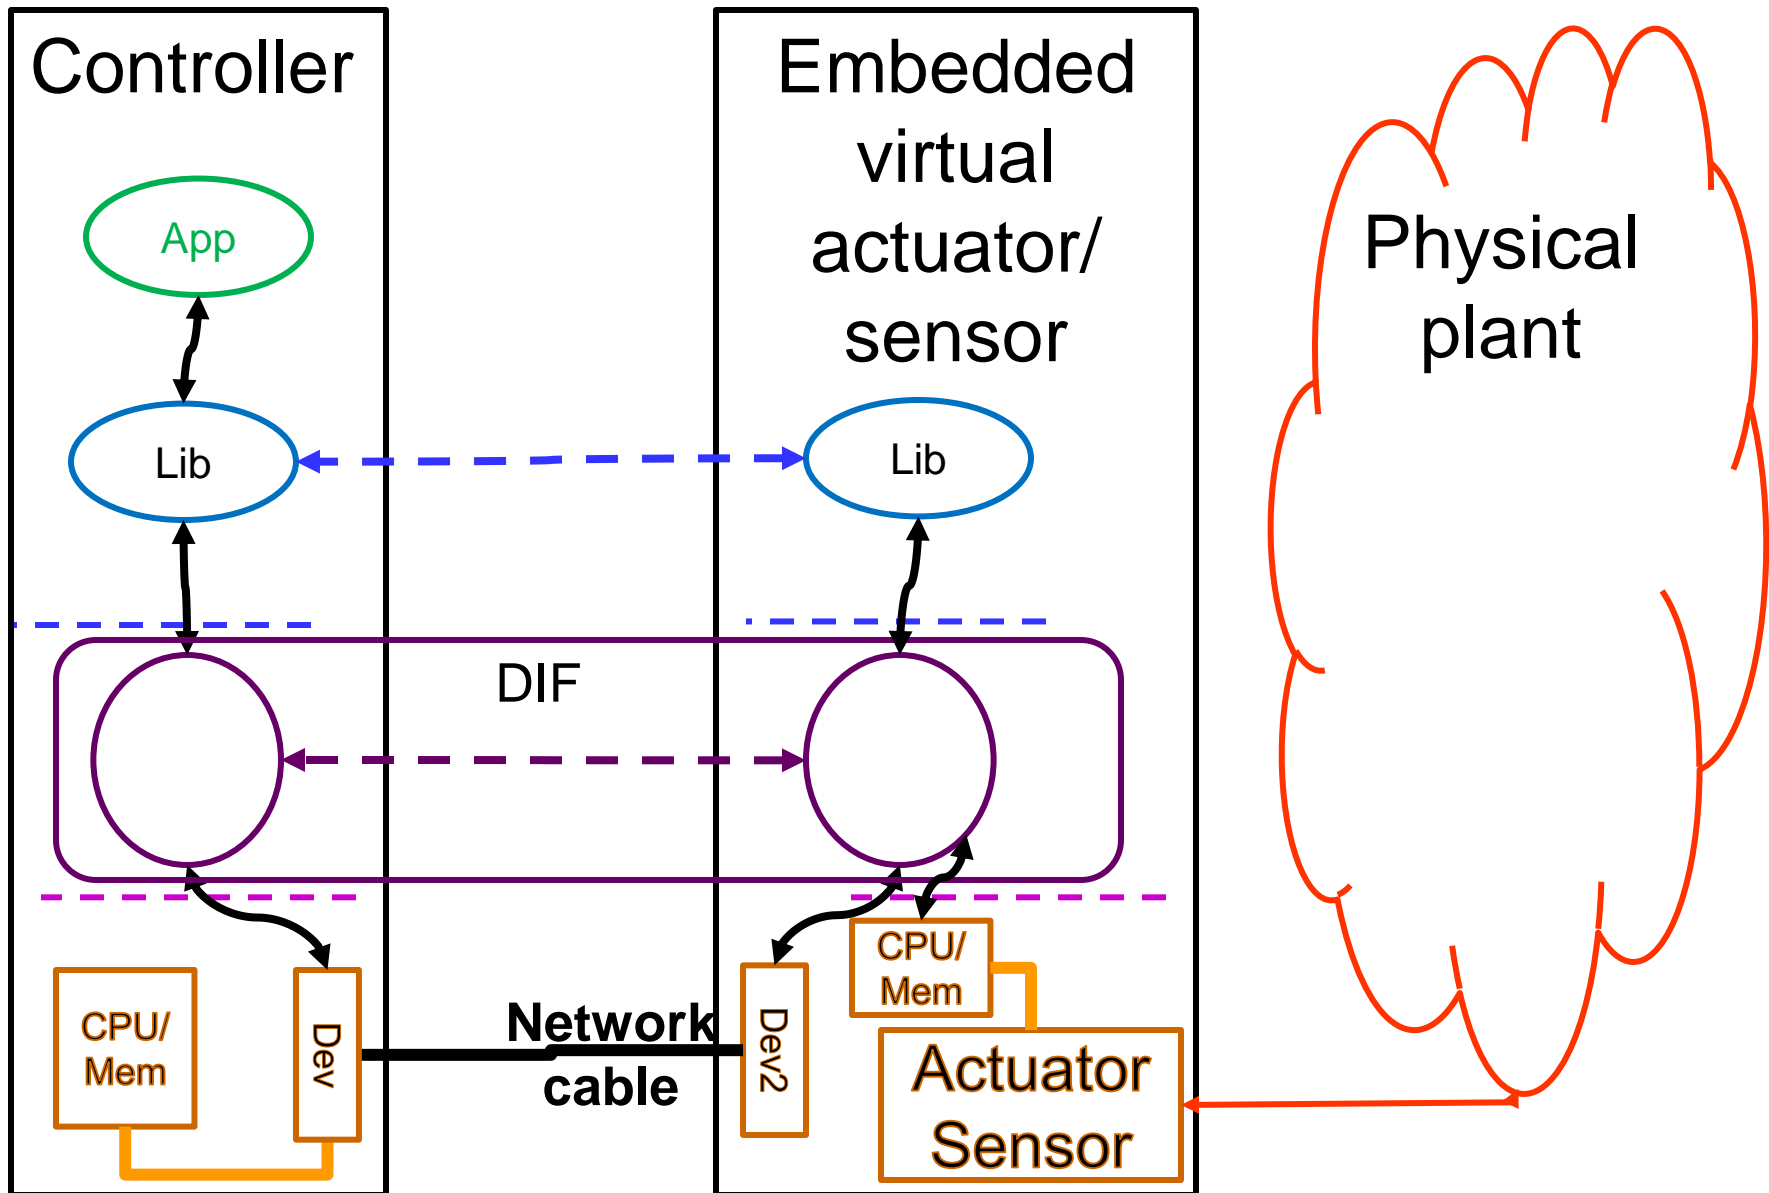 Controller
App
Lib
Embedded
virtual
actuator/
sensor
Lib
Physical
plant
DIF
CPU/
Mem
Dev
Network
cable
Dev2
CPU/
Mem
Actuator
Sensor